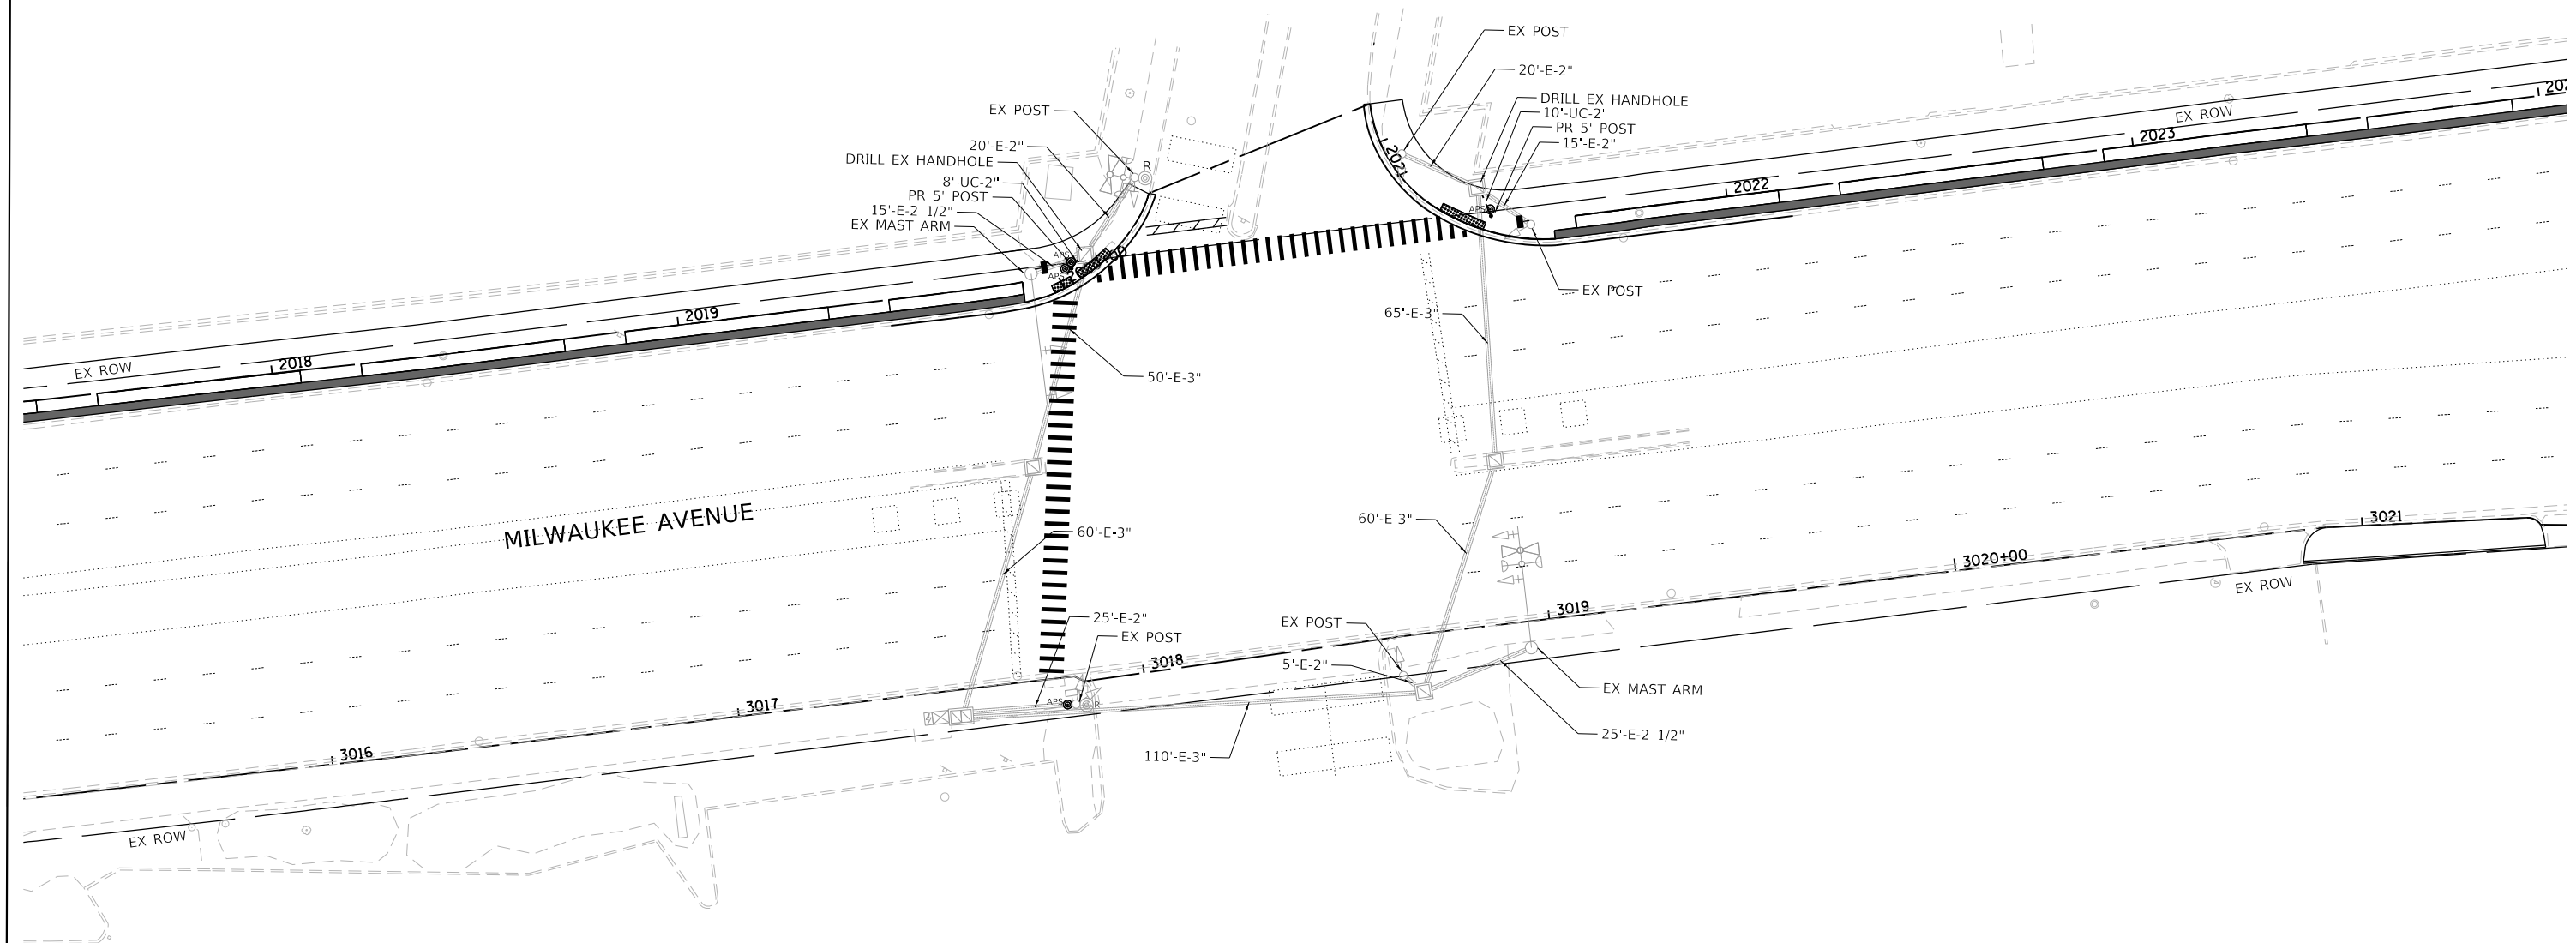 EX POST
20'-E-2"
DRILL EX HANDHOLE
10'-UC-2"
PR 5' POST
15'-E-2"
EX POST
20'-E-2"
DRILL EX HANDHOLE
8'-UC-2"
PR 5' POST
15'-E-2 1/2"
EX MAST ARM
R
APS
APS
APS
2021
2022
2023
EX ROW
EX POST
2019
2018
EX ROW
65'-E-3"
50'-E-3"
MILWAUKEE AVENUE
60'-E-3"
60'-E-3"
25'-E-2"
EX POST
EX POST
5'-E-2"
APS
R
3016
3017
3018
3019
3020+00
3021
EX ROW
EX MAST ARM
25'-E-2 1/2"
110'-E-3"
EX ROW